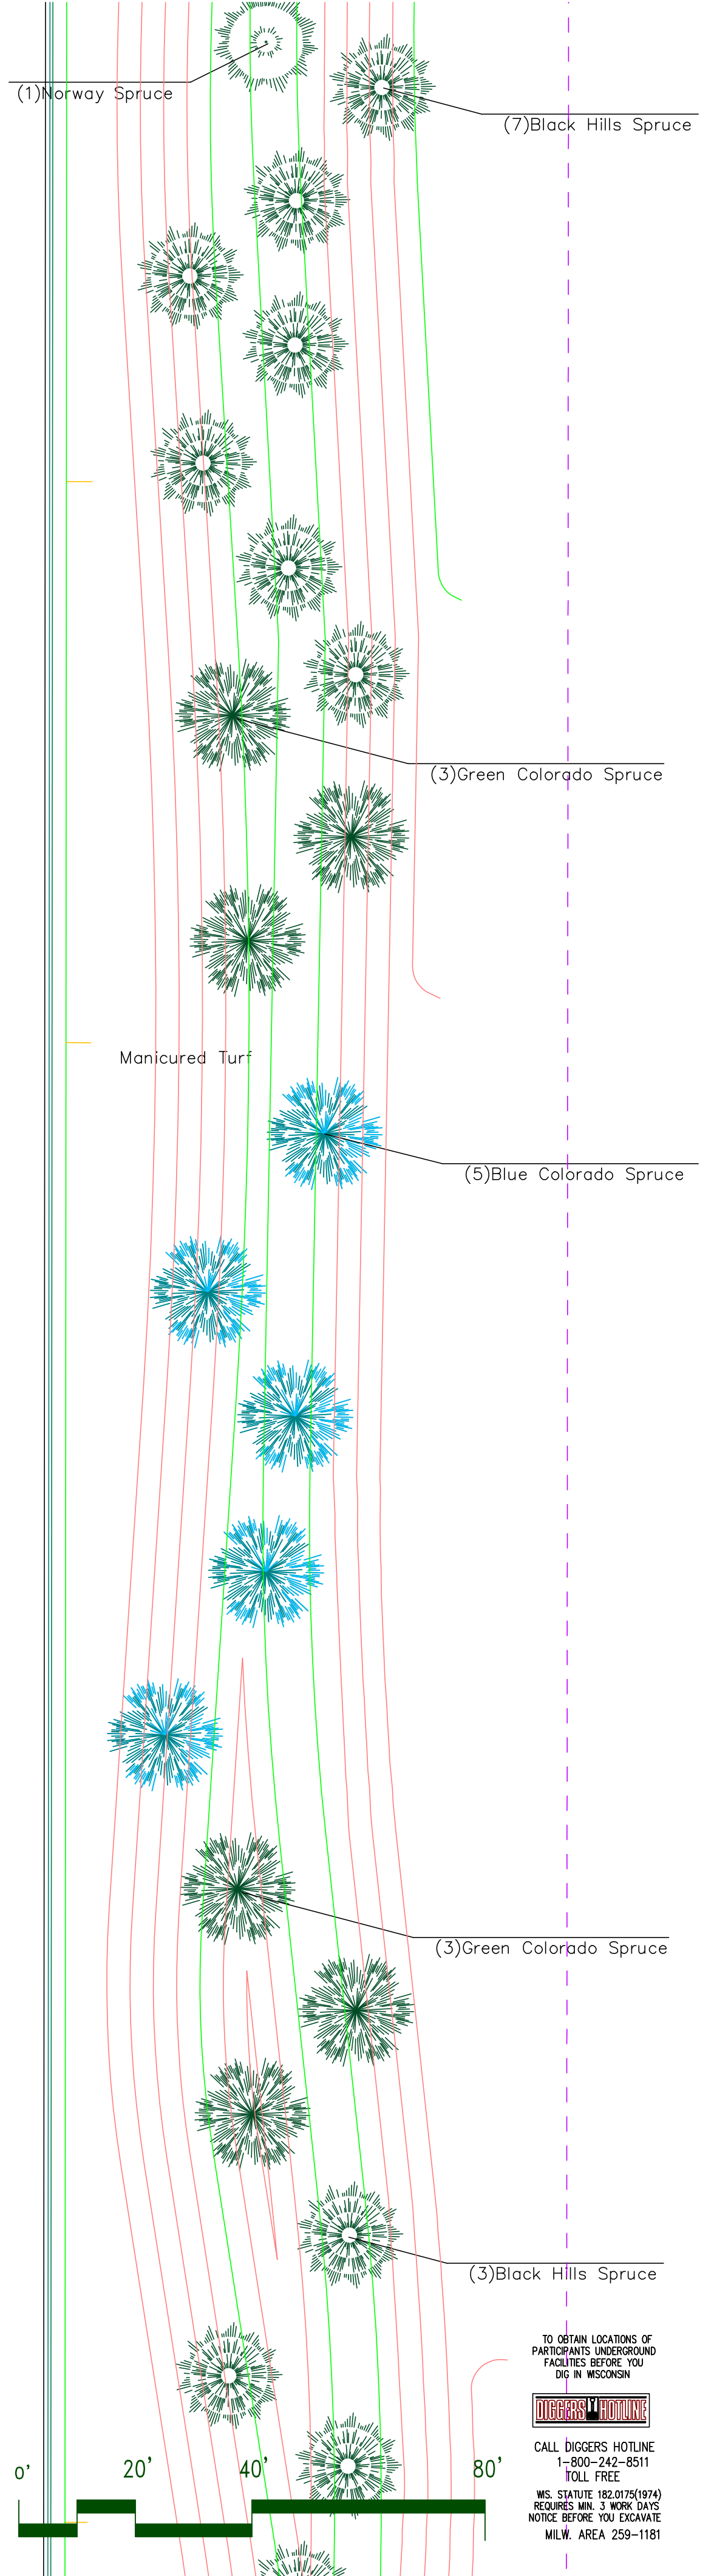 (1)Norway Spruce
(7)Black Hills Spruce
(3)Green Colorado Spruce
Manicured Turf
(5)Blue Colorado Spruce
(3)Green Colorado Spruce
(3)Black Hills Spruce
TO OBTAIN LOCATIONS OF
PARTICIPANTS UNDERGROUND
FACILITIES BEFORE YOU
DIG IN WISCONSIN
DIGGERS HOTLINE
CALL DIGGERS HOTLINE
1-800-242-8511
TOLL FREE
WIS. STATUTE 182.0175(1974)
REQUIRES MIN. 3 WORK DAYS
NOTICE BEFORE YOU EXCAVATE
MILW. AREA 259-1181
0' 20' 40' 80'